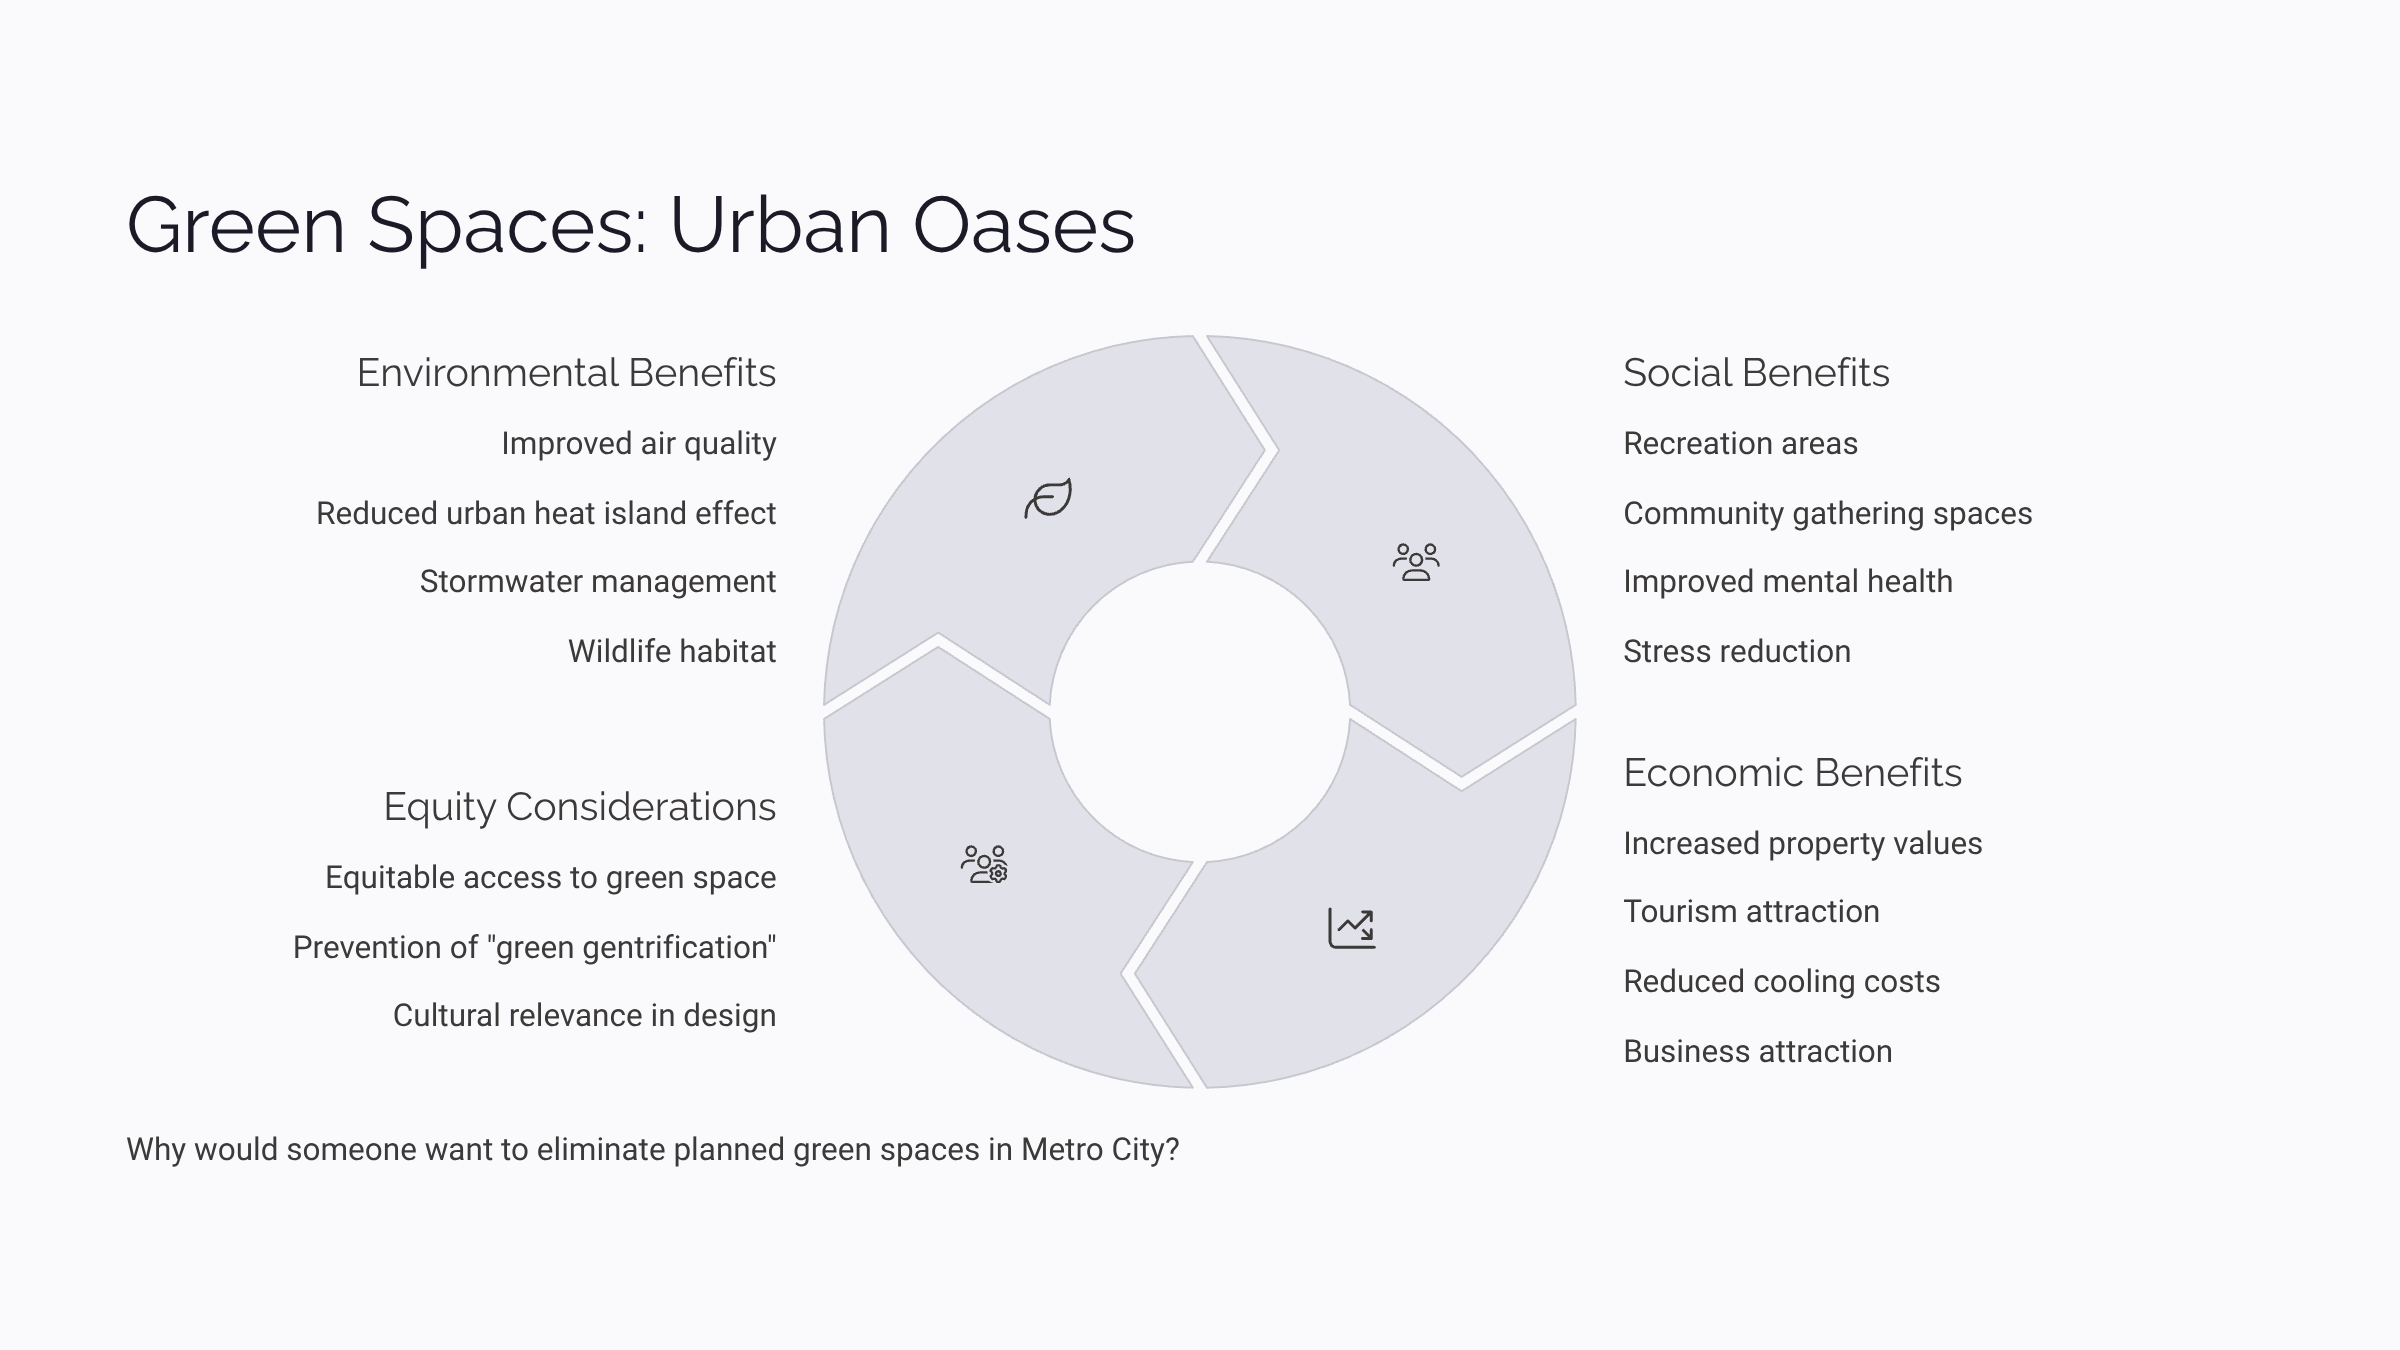 Green Spaces: Urban Oases
Environmental Benefits
Improved air quality
Reduced urban heat island effect
Stormwater management
Wildlife habitat
Social Benefits
Recreation areas
Community gathering spaces
Improved mental health
Stress reduction
Equity Considerations
Equitable access to green space
Prevention of "green gentrification"
Cultural relevance in design
Economic Benefits
Increased property values
Tourism attraction
Reduced cooling costs
Business attraction
Why would someone want to eliminate planned green spaces in Metro City?